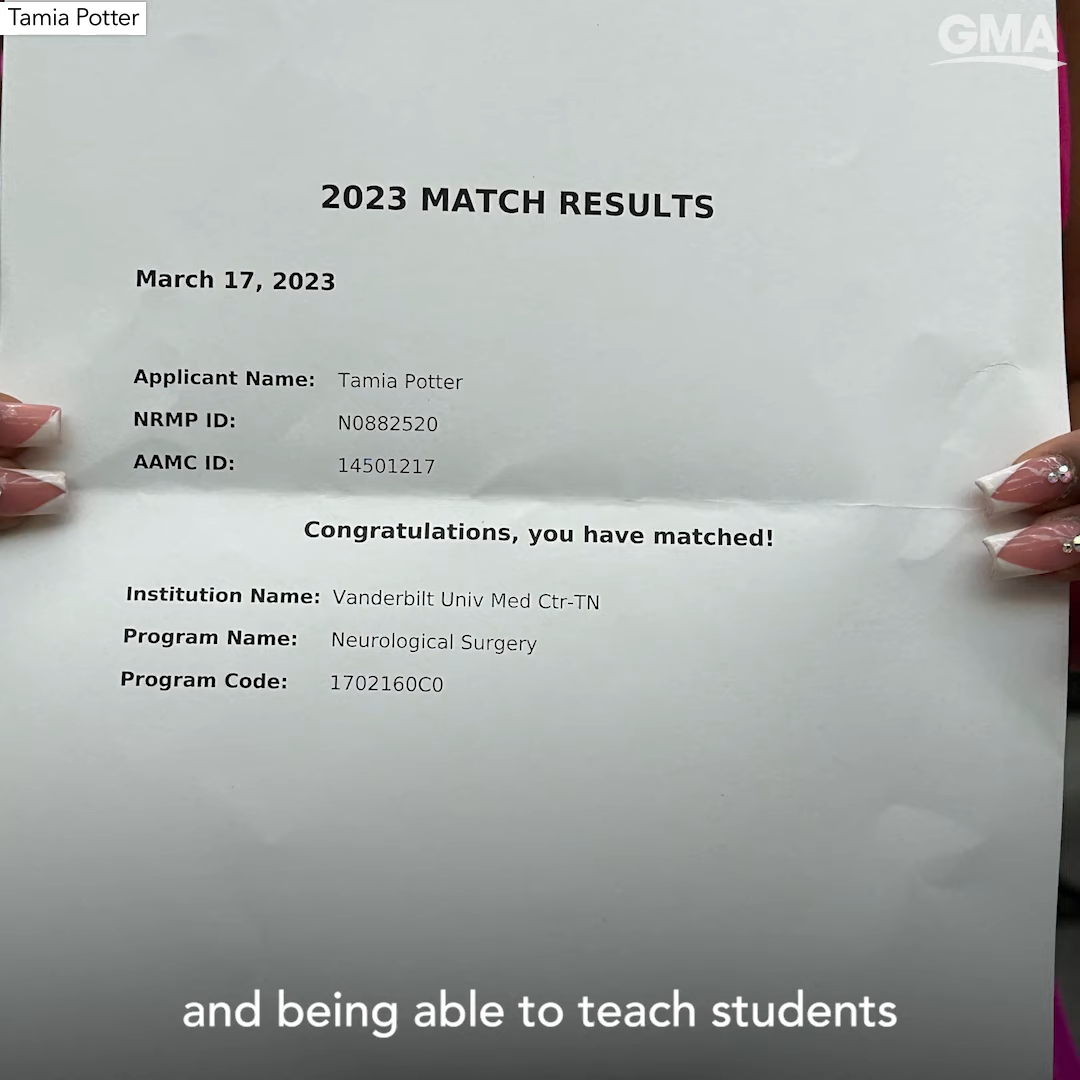 Tamia Potter
GMA
2023 MATCH RESULTS
March 17, 2023
Applicant Name: Tamia Potter
NRMP ID: N0882520
AAMC ID: 14501217
Congratulations, you have matched!
Institution Name: Vanderbilt Univ Med Ctr-TN
Program Name: Neurological Surgery
Program Code: 1702160C0
and being able to teach students